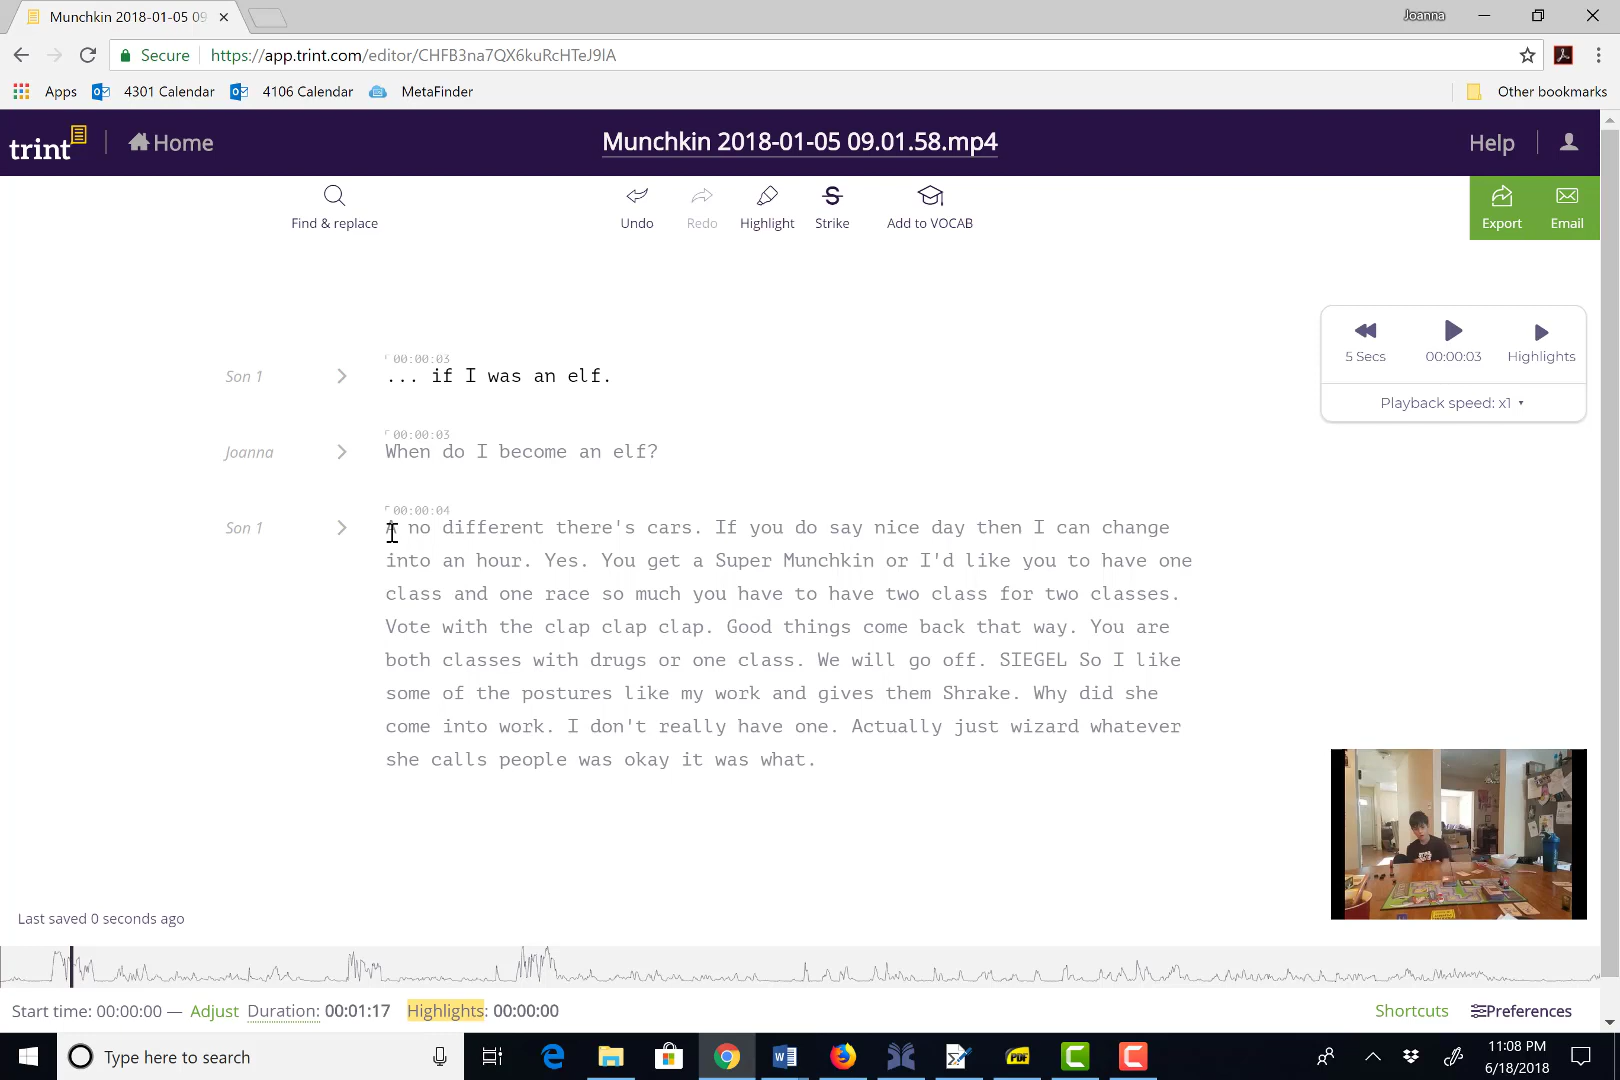 Munchkin 2018-01-05 09
Joanna
Secure
https://app.trint.com/editor/CHFB3na7QX6kuRcHTeJ9lA
Apps
4301 Calendar
4106 Calendar
MetaFinder
Other bookmarks
trint
Home
Munchkin 2018-01-05 09.01.58.mp4
Help
Find & replace
Undo
Redo
Highlight
Strike
Add to VOCAB
Export
Email
5 Secs
00:00:03
Highlights
Playback speed: x1
00:00:03
Son 1
... if I was an elf.
00:00:03
Joanna
When do I become an elf?
00:00:04
Son 1
A no different there's cars. If you do say nice day then I can change
into an hour. Yes. You get a Super Munchkin or I'd like you to have one
class and one race so much you have to have two class for two classes.
Vote with the clap clap clap. Good things come back that way. You are
both classes with drugs or one class. We will go off. SIEGEL So I like
some of the postures like my work and gives them Shrake. Why did she
come into work. I don't really have one. Actually just wizard whatever
she calls people was okay it was what.
Last saved 0 seconds ago
Start time: 00:00:00 — Adjust Duration: 00:01:17 Highlights: 00:00:00
Shortcuts
Preferences
Type here to search
PDF
11:08 PM
6/18/2018